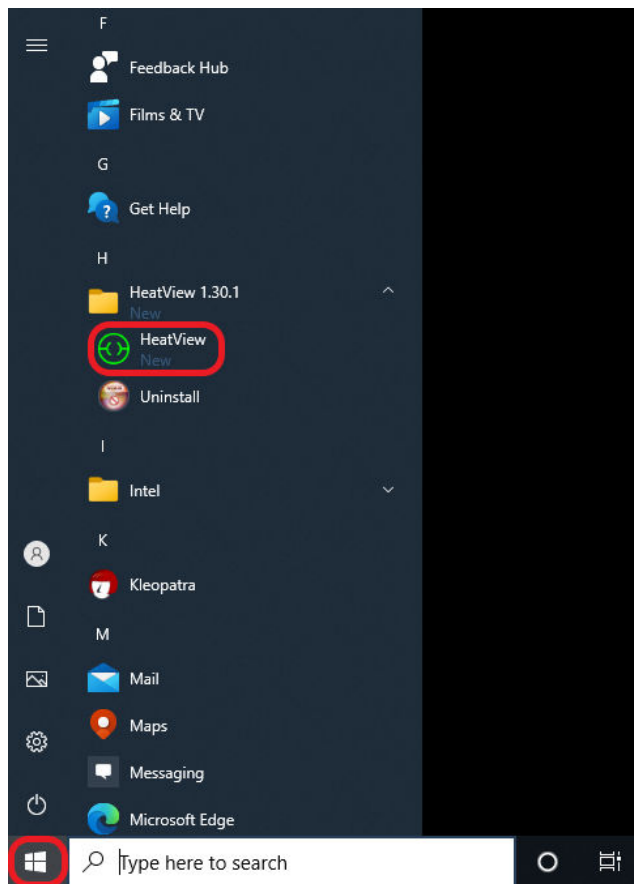 F
Feedback Hub
Films & TV
G
Get Help
H
HeatView 1.30.1
New
HeatView
New
Uninstall
I
Intel
K
Kleopatra
M
Mail
Maps
Messaging
Microsoft Edge
Type here to search